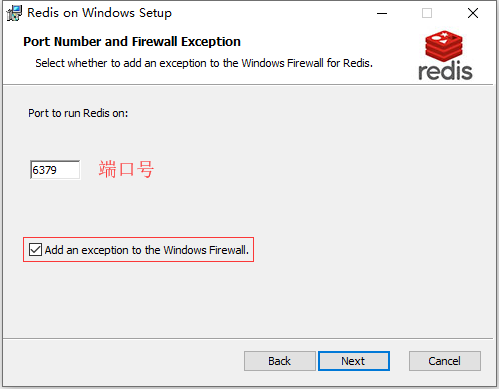 Redis on Windows Setup
Port Number and Firewall Exception
Select whether to add an exception to the Windows Firewall for Redis.
redis
Port to run Redis on:
6379 端口号
Add an exception to the Windows Firewall.
Back Next Cancel